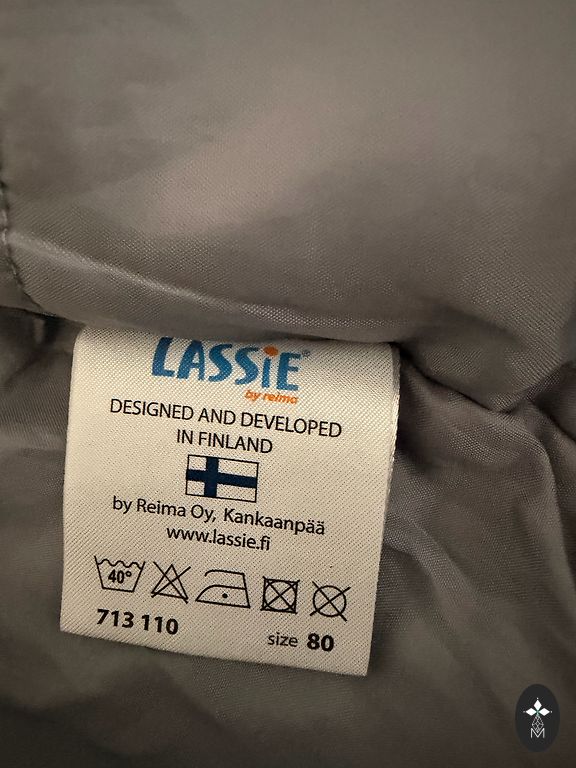 LASSiE®
by reima
DESIGNED AND DEVELOPED
IN FINLAND
by Reima Oy, Kankaanpää
www.lassie.fi
40°
713 110
size 80